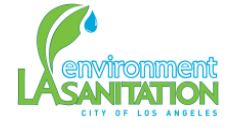 environment
LASANITATION
CITY OF LOS ANGELES